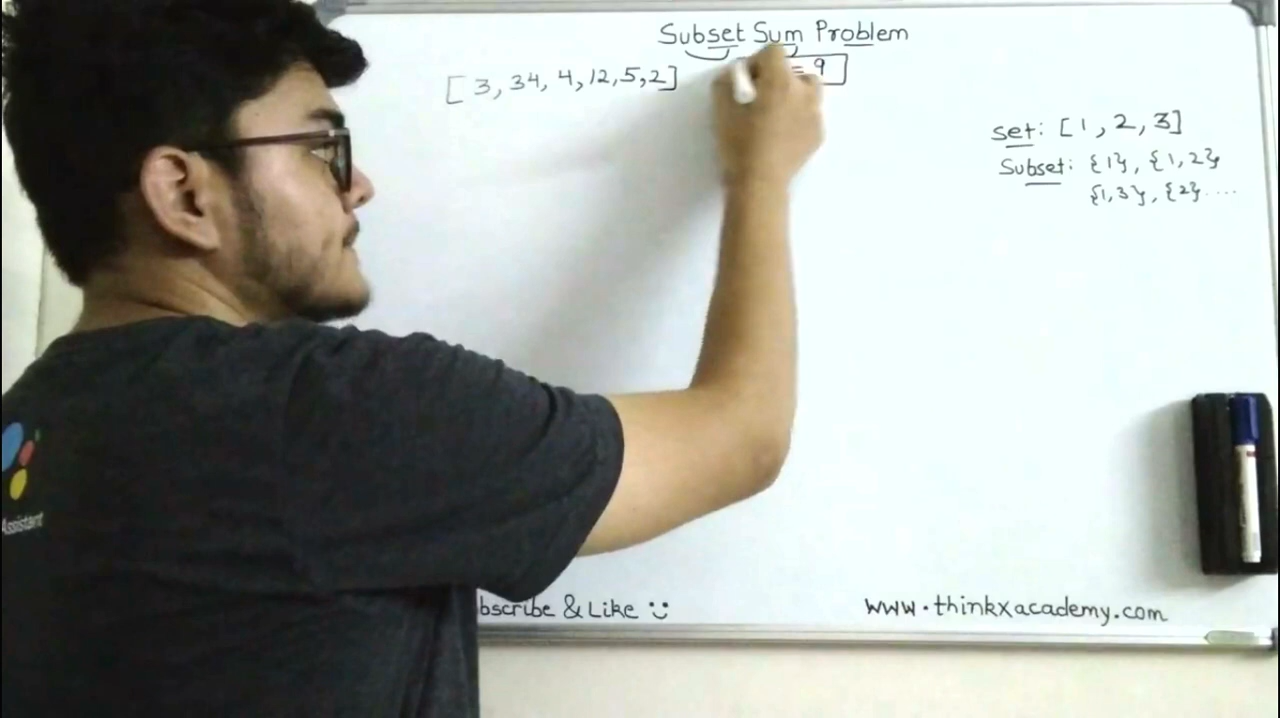 Subset Sum Problem
[ 3, 34, 4, 12, 5, 2]
= 9
set: [1, 2, 3]
Subset: {1}, {1,2},
{1,3}, {2} ....
Assistant
bscribe & Like
www.thinkxacademy.com